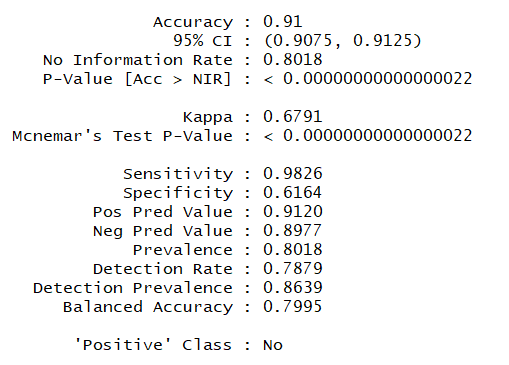 Accuracy : 0.91
95% CI : (0.9075, 0.9125)
No Information Rate : 0.8018
P-Value [Acc > NIR] : < 0.00000000000000022
Kappa : 0.6791
Mcnemar's Test P-Value : < 0.00000000000000022
Sensitivity : 0.9826
Specificity : 0.6164
Pos Pred Value : 0.9120
Neg Pred Value : 0.8977
Prevalence : 0.8018
Detection Rate : 0.7879
Detection Prevalence : 0.8639
Balanced Accuracy : 0.7995
'Positive' Class : No